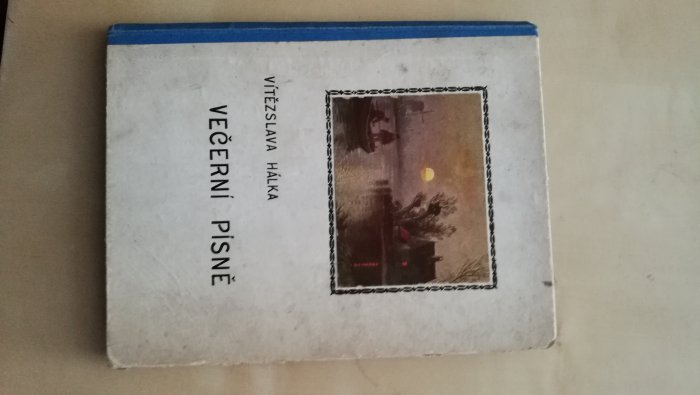 VÍTĚZSLAVA HÁLKA
VEČERNÍ PÍSNĚ